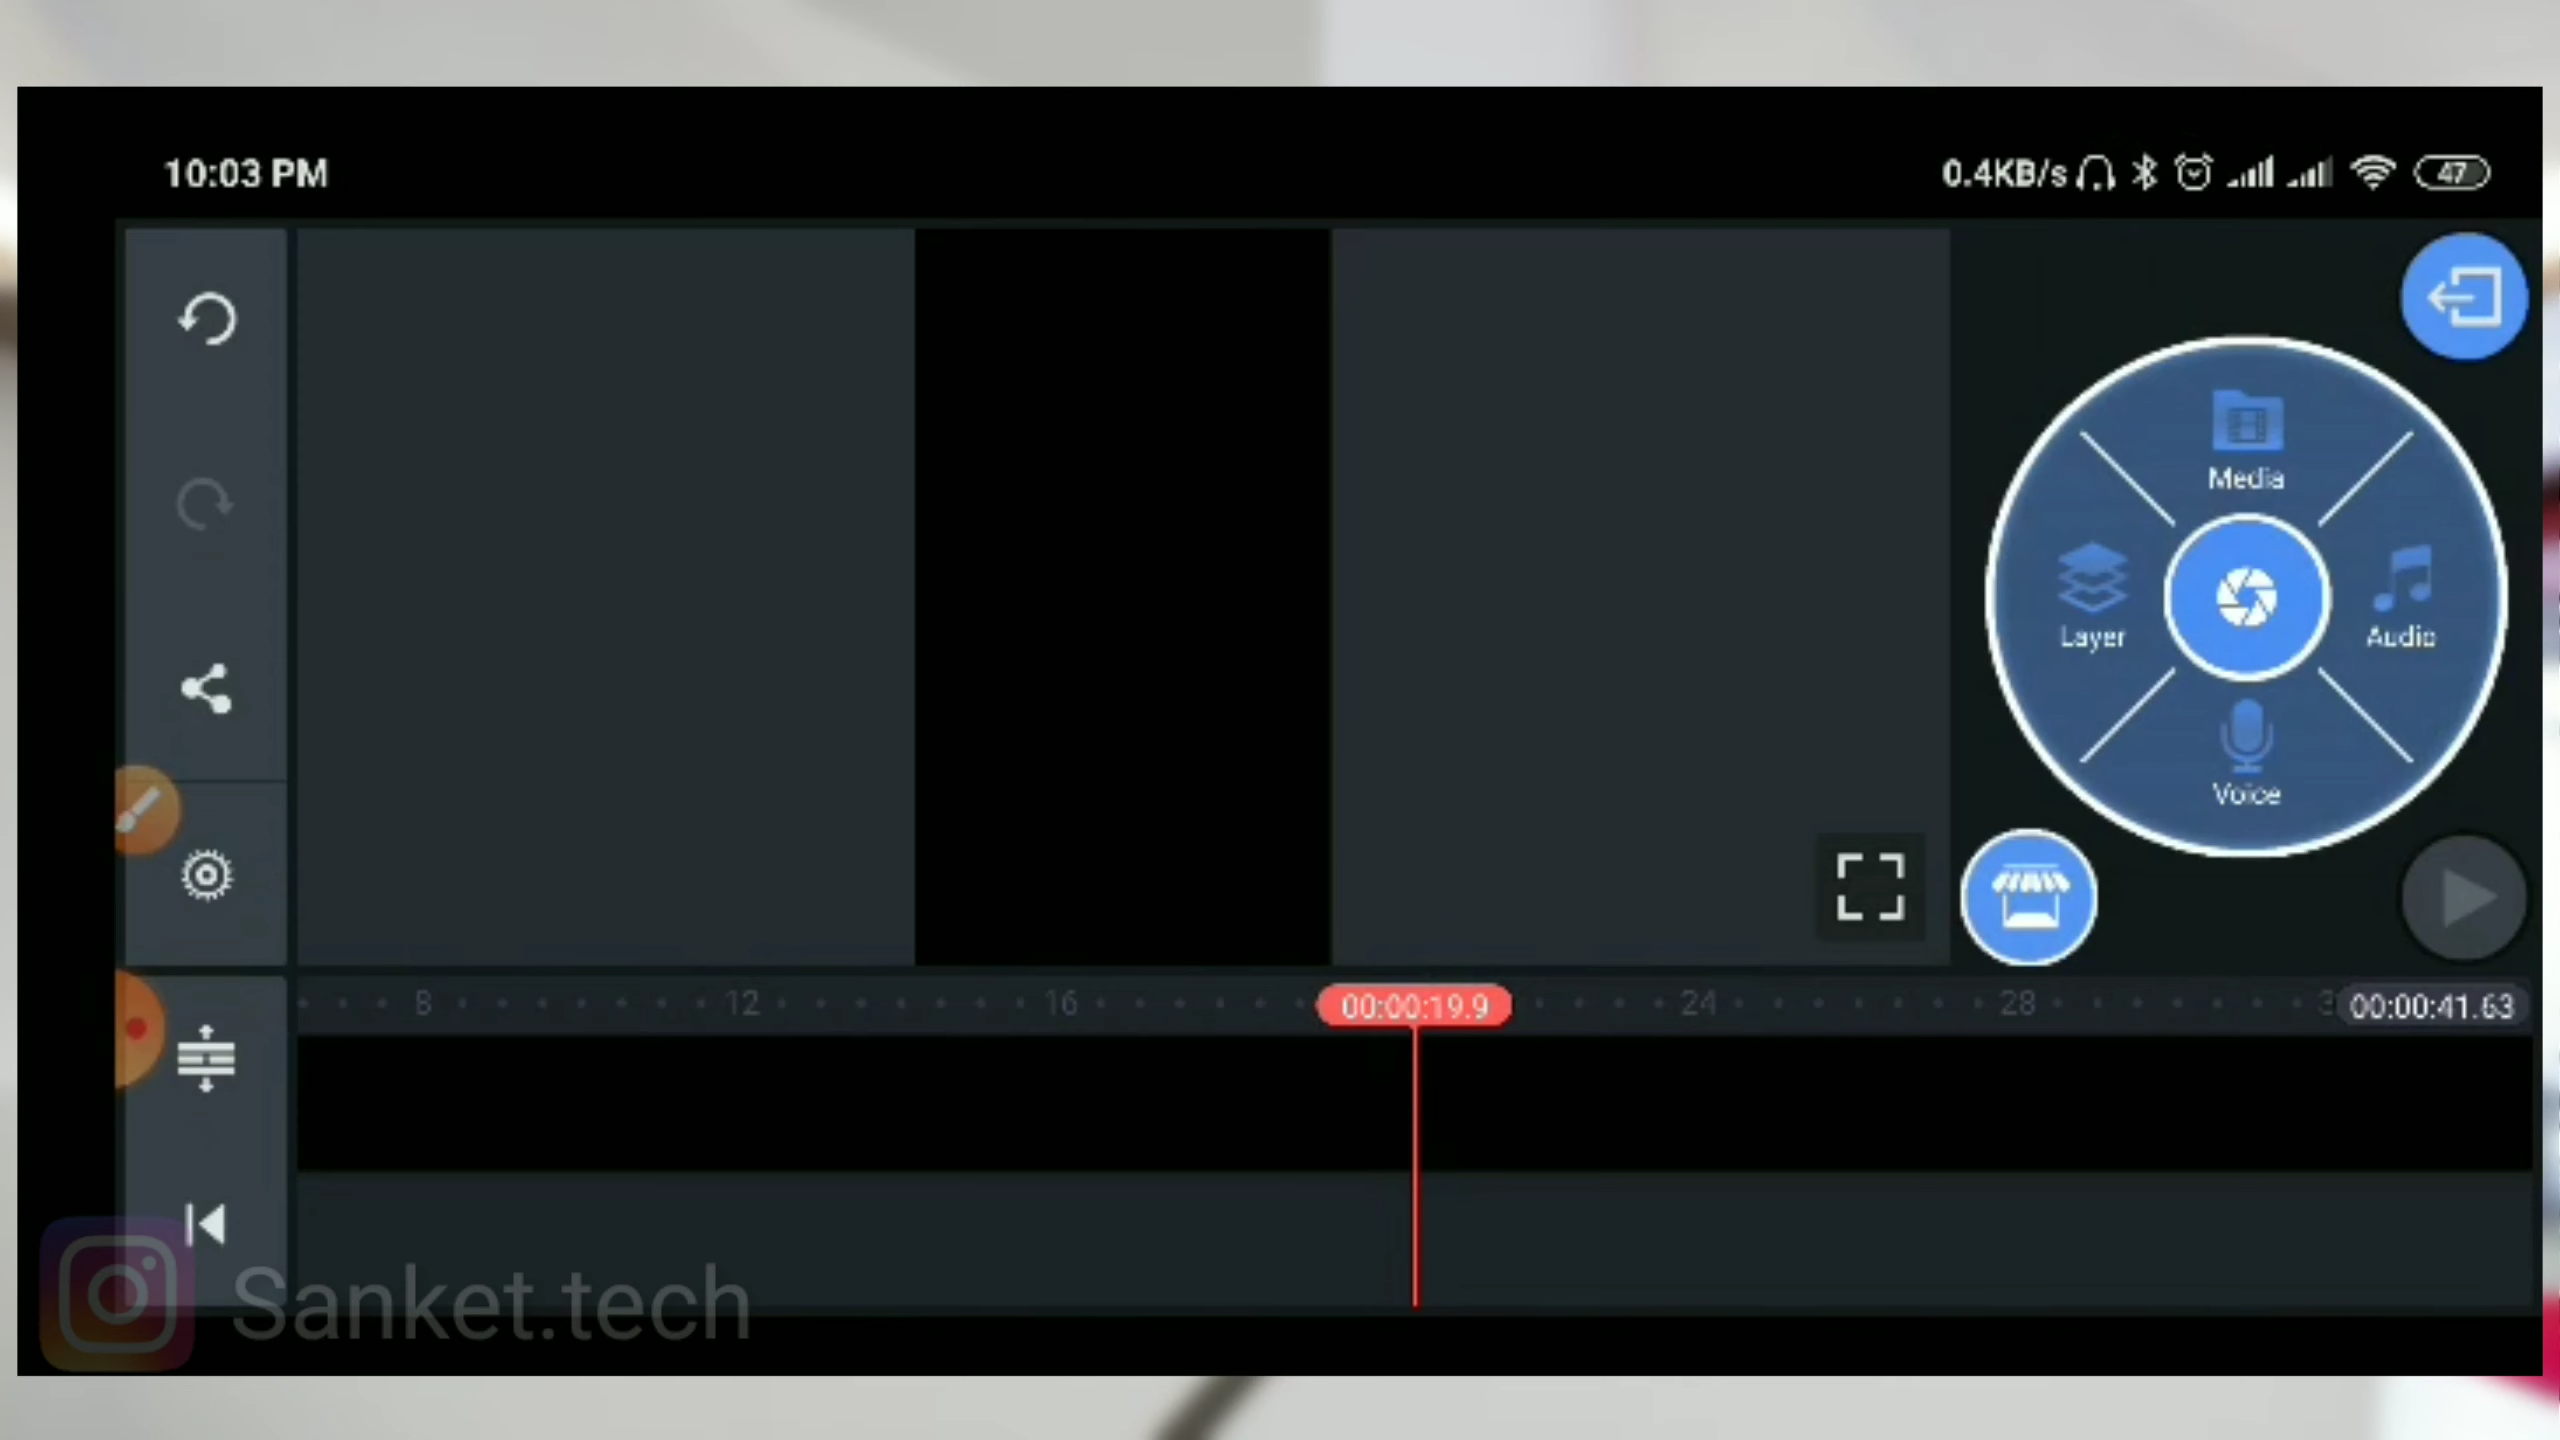 10:03 PM
0.4KB/s 47
Media
Layer
Audio
Voice
8 12 16 00:00:19.9 24 28 3 00:00:41.63
Sanket.tech